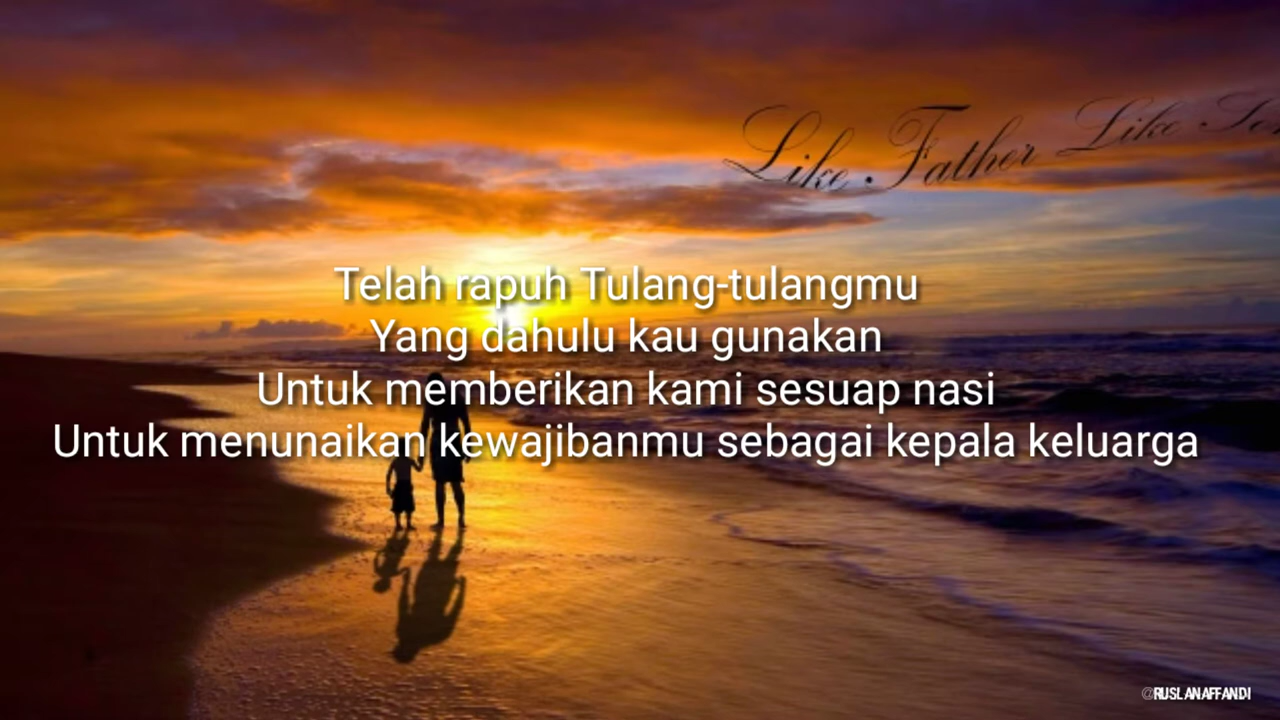 Like Father Like
Telah rapuh Tulang-tulangmu
Yang dahulu kau gunakan
Untuk memberikan kami sesuap nasi
Untuk menunaikan kewajibanmu sebagai kepala keluarga
@RUSLANAFFANDI